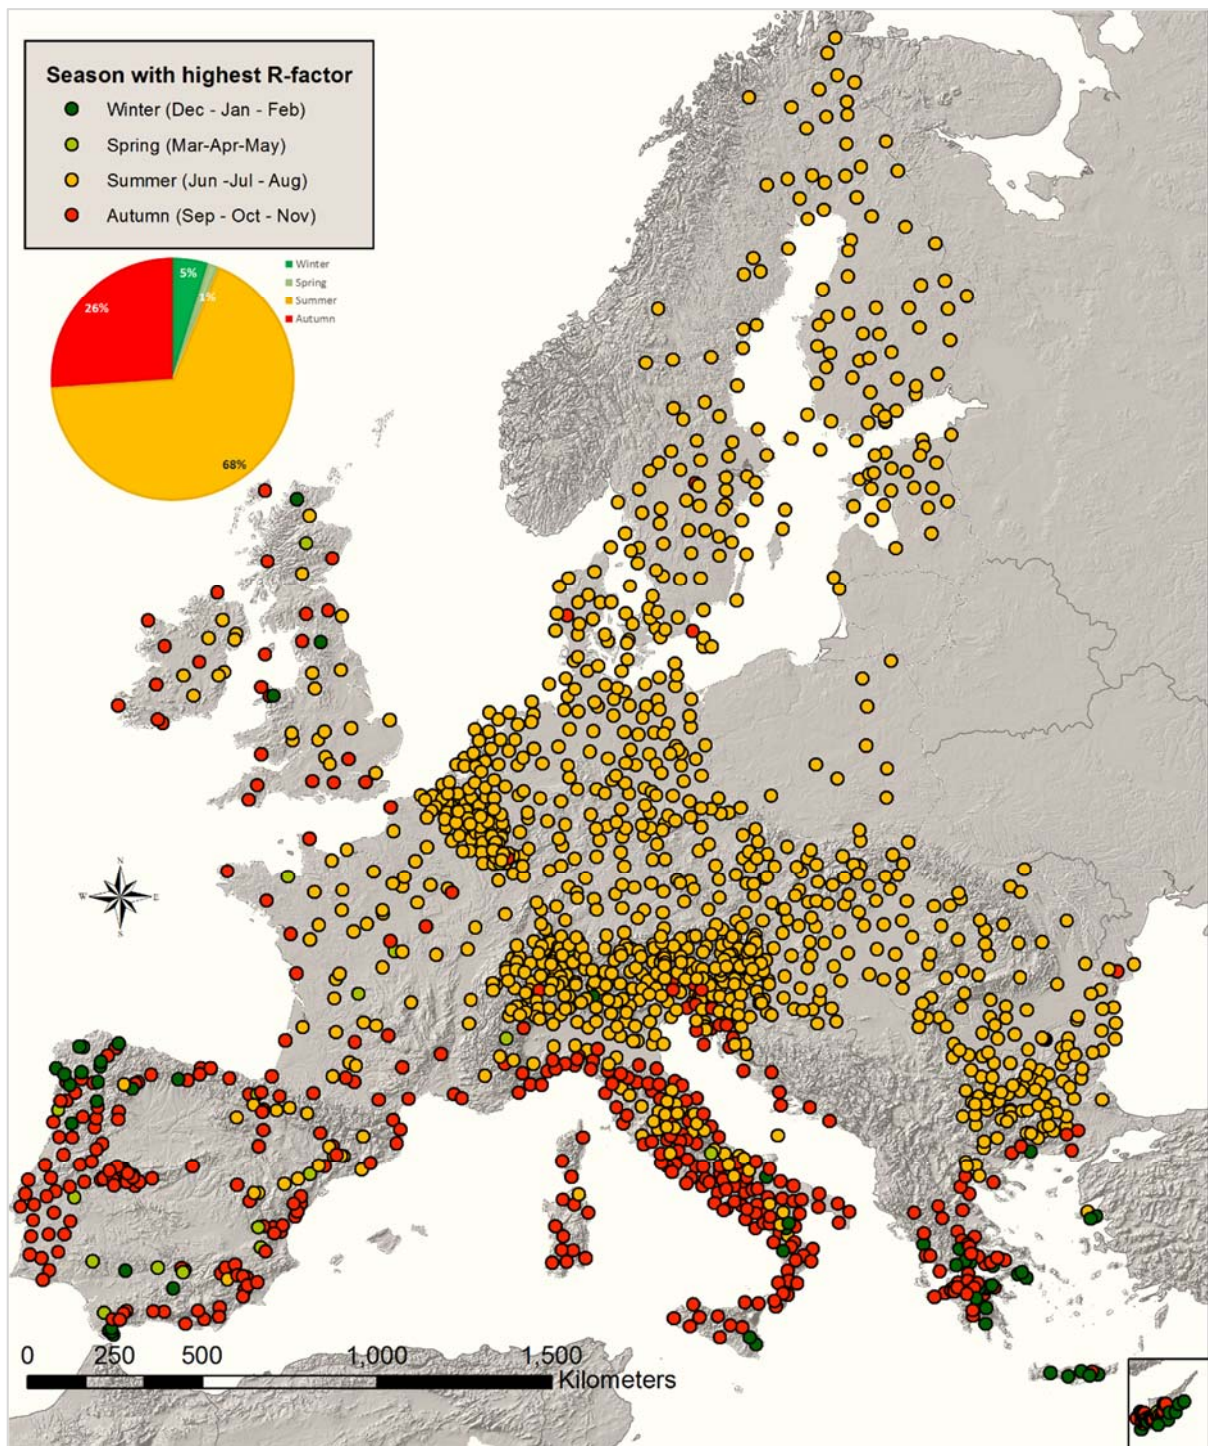 Season with highest R-factor
Winter (Dec - Jan - Feb)
Spring (Mar-Apr-May)
Summer (Jun -Jul - Aug)
Autumn (Sep - Oct - Nov)
5%
1%
26%
68%
Winter
Spring
Summer
Autumn
N
W E
S
0 250 500 1,000 1,500
Kilometers